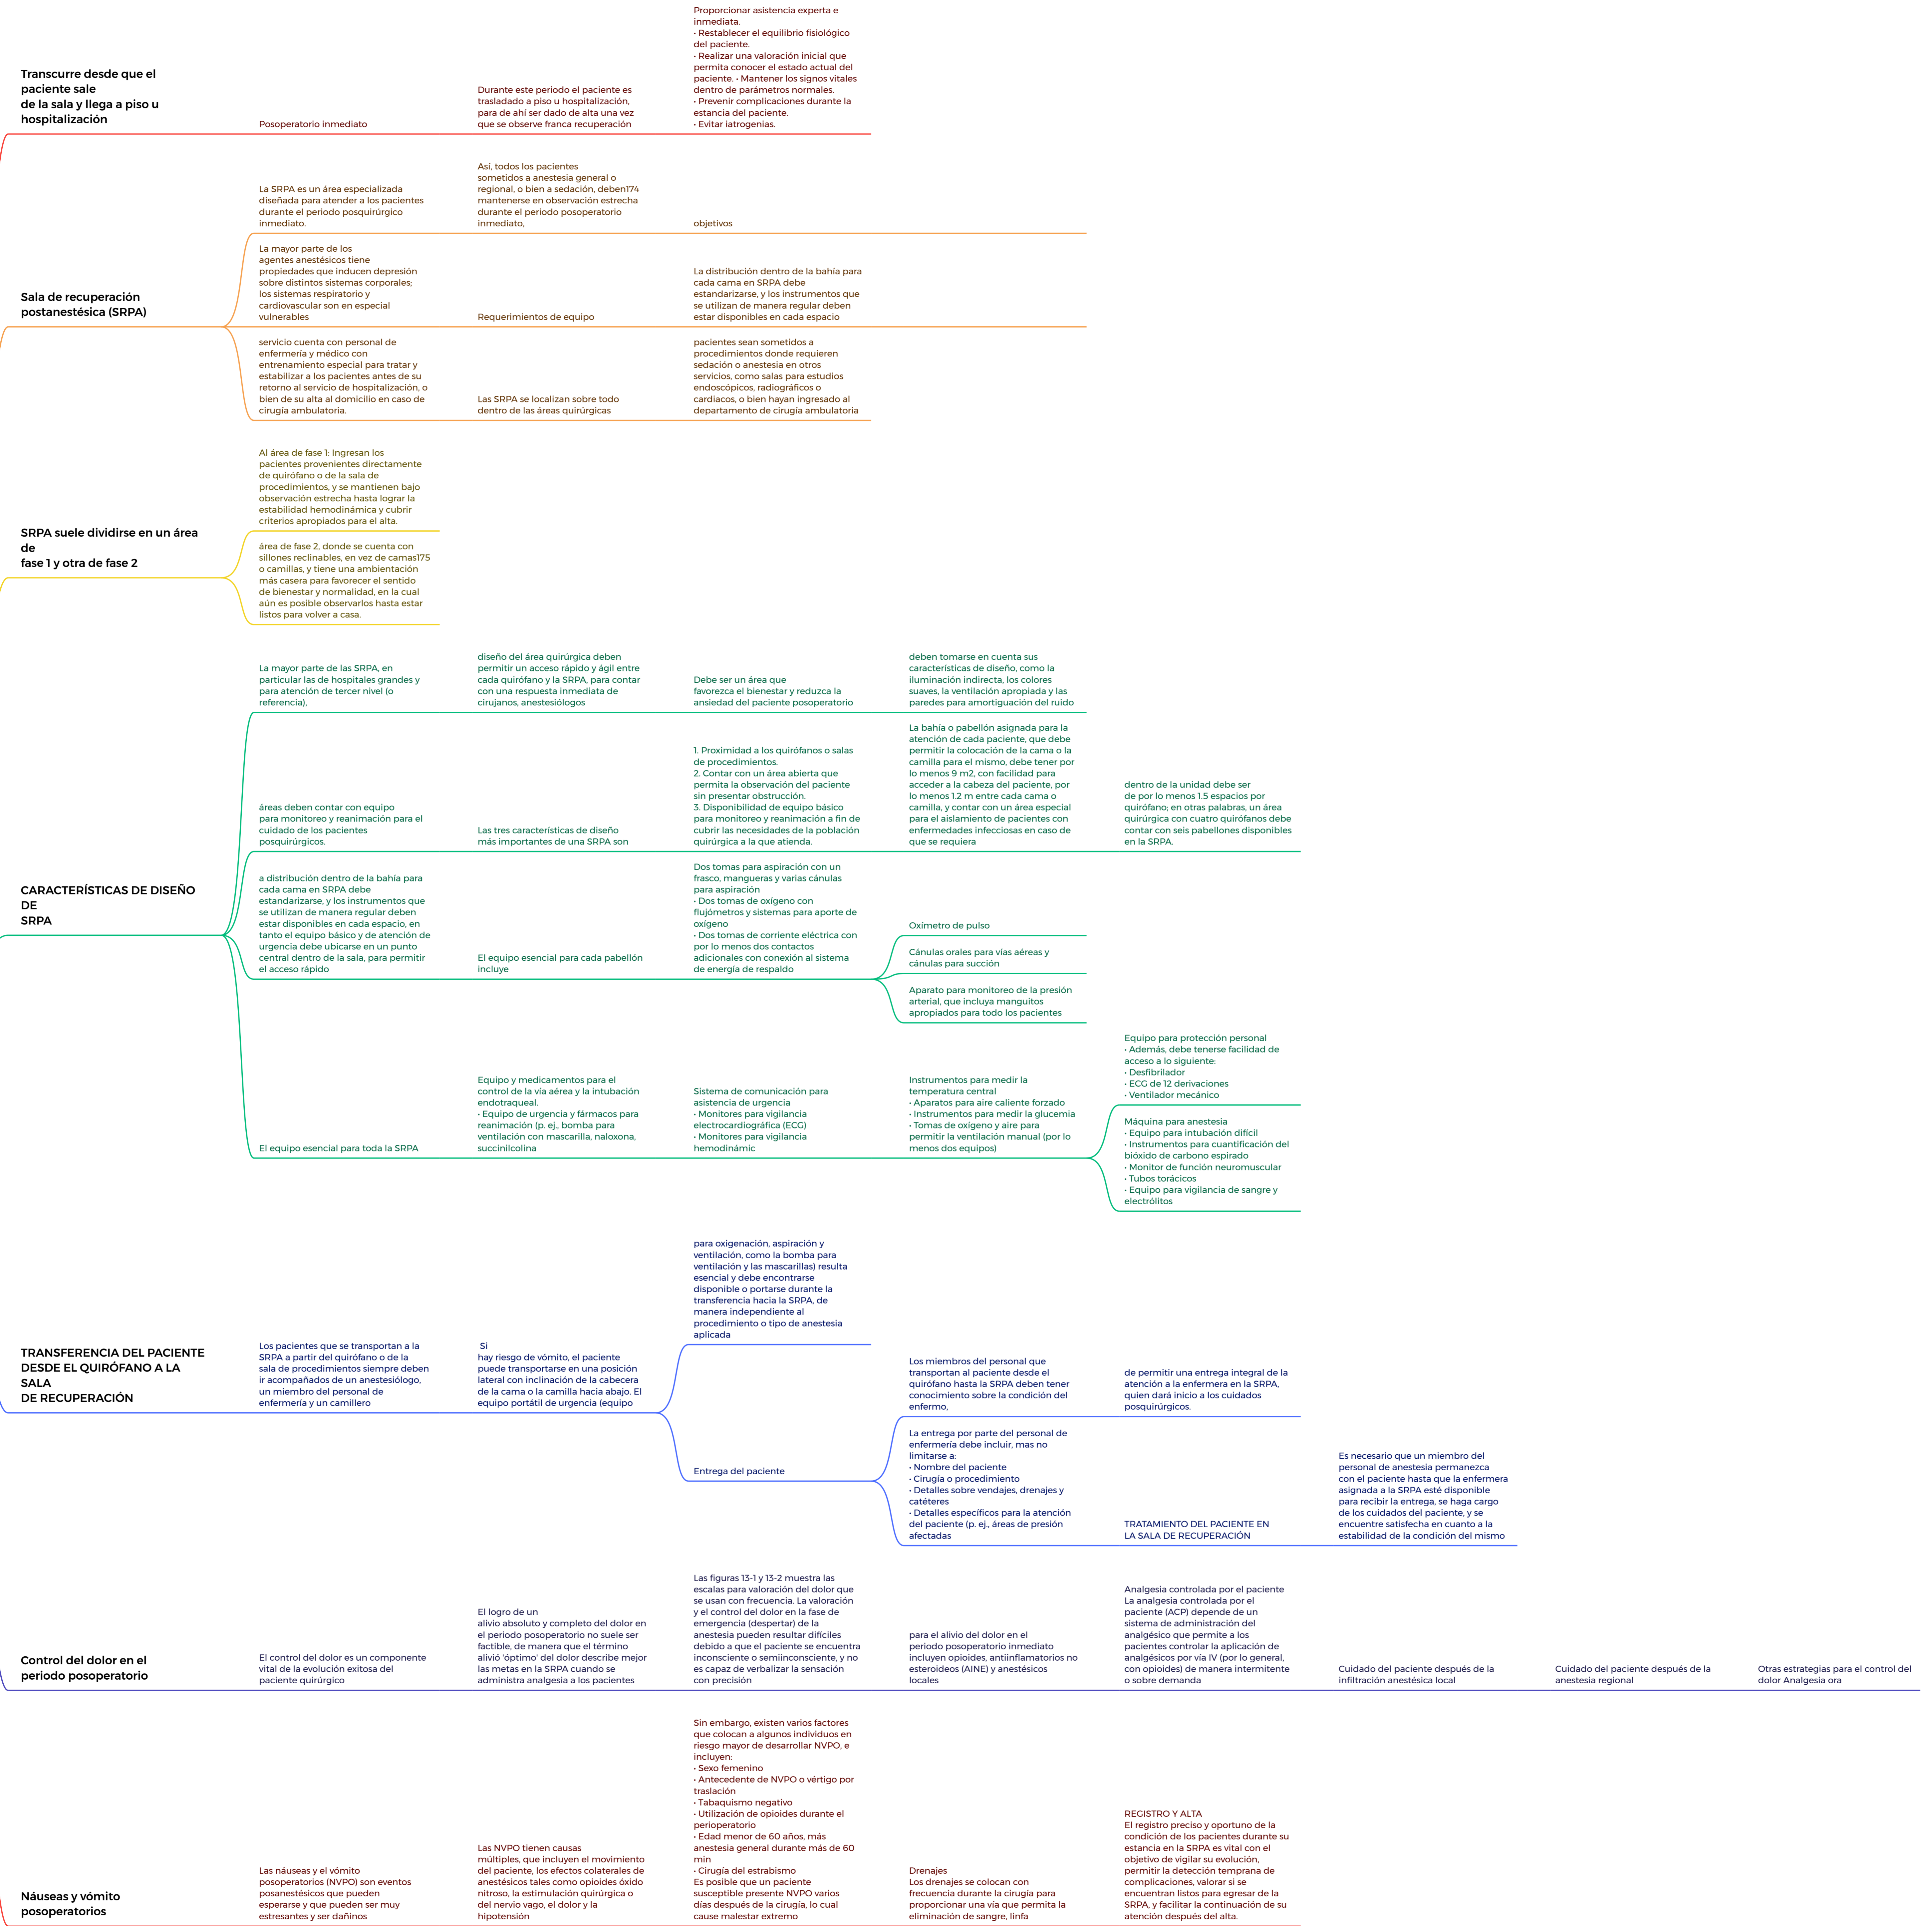 Transcurre desde que el
paciente sale
de la sala y llega a piso u
hospitalización
Posoperatorio inmediato
Durante este periodo el paciente es
trasladado a piso u hospitalización,
para de ahí ser dado de alta una vez
que se observe franca recuperación
Proporcionar asistencia experta e
inmediata.
• Restablecer el equilibrio fisiológico
del paciente.
• Realizar una valoración inicial que
permita conocer el estado actual del
paciente. • Mantener los signos vitales
dentro de parámetros normales.
• Prevenir complicaciones durante la
estancia del paciente.
• Evitar iatrogenias.
Sala de recuperación
postanestésica (SRPA)
La SRPA es un área especializada
diseñada para atender a los pacientes
durante el periodo posquirúrgico
inmediato.
Así, todos los pacientes
sometidos a anestesia general o
regional, o bien a sedación, deben174
mantenerse en observación estrecha
durante el periodo posoperatorio
inmediato,
objetivos
La mayor parte de los
agentes anestésicos tiene
propiedades que inducen depresión
sobre distintos sistemas corporales;
los sistemas respiratorio y
cardiovascular son en especial
vulnerables
Requerimientos de equipo
La distribución dentro de la bahía para
cada cama en SRPA debe
estandarizarse, y los instrumentos que
se utilizan de manera regular deben
estar disponibles en cada espacio
servicio cuenta con personal de
enfermería y médico con
entrenamiento especial para tratar y
estabilizar a los pacientes antes de su
retorno al servicio de hospitalización, o
bien de su alta al domicilio en caso de
cirugía ambulatoria.
Las SRPA se localizan sobre todo
dentro de las áreas quirúrgicas
pacientes sean sometidos a
procedimientos donde requieren
sedación o anestesia en otros
servicios, como salas para estudios
endoscópicos, radiográficos o
cardiacos, o bien hayan ingresado al
departamento de cirugía ambulatoria
SRPA suele dividirse en un área
de
fase 1 y otra de fase 2
Al área de fase 1: Ingresan los
pacientes provenientes directamente
de quirófano o de la sala de
procedimientos, y se mantienen bajo
observación estrecha hasta lograr la
estabilidad hemodinámica y cubrir
criterios apropiados para el alta.
área de fase 2, donde se cuenta con
sillones reclinables, en vez de camas175
o camillas, y tiene una ambientación
más casera para favorecer el sentido
de bienestar y normalidad, en la cual
aún es posible observarlos hasta estar
listos para volver a casa.
CARACTERÍSTICAS DE DISEÑO
DE
SRPA
La mayor parte de las SRPA, en
particular las de hospitales grandes y
para atención de tercer nivel (o
referencia),
diseño del área quirúrgica deben
permitir un acceso rápido y ágil entre
cada quirófano y la SRPA, para contar
con una respuesta inmediata de
cirujanos, anestesiólogos
Debe ser un área que
favorezca el bienestar y reduzca la
ansiedad del paciente posoperatorio
deben tomarse en cuenta sus
características de diseño, como la
iluminación indirecta, los colores
suaves, la ventilación apropiada y las
paredes para amortiguación del ruido
áreas deben contar con equipo
para monitoreo y reanimación para el
cuidado de los pacientes
posquirúrgicos.
Las tres características de diseño
más importantes de una SRPA son
1. Proximidad a los quirófanos o salas
de procedimientos.
2. Contar con un área abierta que
permita la observación del paciente
sin presentar obstrucción.
3. Disponibilidad de equipo básico
para monitoreo y reanimación a fin de
cubrir las necesidades de la población
quirúrgica a la que atienda.
La bahía o pabellón asignada para la
atención de cada paciente, que debe
permitir la colocación de la cama o la
camilla para el mismo, debe tener por
lo menos 9 m2, con facilidad para
acceder a la cabeza del paciente, por
lo menos 1.2 m entre cada cama o
camilla, y contar con un área especial
para el aislamiento de pacientes con
enfermedades infecciosas en caso de
que se requiera
dentro de la unidad debe ser
de por lo menos 1.5 espacios por
quirófano; en otras palabras, un área
quirúrgica con cuatro quirófanos debe
contar con seis pabellones disponibles
en la SRPA.
a distribución dentro de la bahía para
cada cama en SRPA debe
estandarizarse, y los instrumentos que
se utilizan de manera regular deben
estar disponibles en cada espacio, en
tanto el equipo básico y de atención de
urgencia debe ubicarse en un punto
central dentro de la sala, para permitir
el acceso rápido
El equipo esencial para cada pabellón
incluye
Dos tomas para aspiración con un
frasco, mangueras y varias cánulas
para aspiración
• Dos tomas de oxígeno con
flujómetros y sistemas para aporte de
oxígeno
• Dos tomas de corriente eléctrica con
por lo menos dos contactos
adicionales con conexión al sistema
de energía de respaldo
Oxímetro de pulso
Cánulas orales para vías aéreas y
cánulas para succión
Aparato para monitoreo de la presión
arterial, que incluya manguitos
apropiados para todo los pacientes
El equipo esencial para toda la SRPA
Equipo y medicamentos para el
control de la vía aérea y la intubación
endotraqueal.
• Equipo de urgencia y fármacos para
reanimación (p. ej., bomba para
ventilación con mascarilla, naloxona,
succinilcolina
Sistema de comunicación para
asistencia de urgencia
• Monitores para vigilancia
electrocardiográfica (ECG)
• Monitores para vigilancia
hemodinámic
Instrumentos para medir la
temperatura central
• Aparatos para aire caliente forzado
• Instrumentos para medir la glucemia
• Tomas de oxígeno y aire para
permitir la ventilación manual (por lo
menos dos equipos)
Equipo para protección personal
• Además, debe tenerse facilidad de
acceso a lo siguiente:
• Desfibrilador
• ECG de 12 derivaciones
• Ventilador mecánico
Máquina para anestesia
• Equipo para intubación difícil
• Instrumentos para cuantificación del
bióxido de carbono espirado
• Monitor de función neuromuscular
• Tubos torácicos
• Equipo para vigilancia de sangre y
electrólitos
TRANSFERENCIA DEL PACIENTE
DESDE EL QUIRÓFANO A LA
SALA
DE RECUPERACIÓN
Los pacientes que se transportan a la
SRPA a partir del quirófano o de la
sala de procedimientos siempre deben
ir acompañados de un anestesiólogo,
un miembro del personal de
enfermería y un camillero
Si
hay riesgo de vómito, el paciente
puede transportarse en una posición
lateral con inclinación de la cabecera
de la cama o la camilla hacia abajo. El
equipo portátil de urgencia (equipo
para oxigenación, aspiración y
ventilación, como la bomba para
ventilación y las mascarillas) resulta
esencial y debe encontrarse
disponible o portarse durante la
transferencia hacia la SRPA, de
manera independiente al
procedimiento o tipo de anestesia
aplicada
Entrega del paciente
Los miembros del personal que
transportan al paciente desde el
quirófano hasta la SRPA deben tener
conocimiento sobre la condición del
enfermo,
de permitir una entrega integral de la
atención a la enfermera en la SRPA,
quien dará inicio a los cuidados
posquirúrgicos.
La entrega por parte del personal de
enfermería debe incluir, mas no
limitarse a:
• Nombre del paciente
• Cirugía o procedimiento
• Detalles sobre vendajes, drenajes y
catéteres
• Detalles específicos para la atención
del paciente (p. ej., áreas de presión
afectadas
TRATAMIENTO DEL PACIENTE EN
LA SALA DE RECUPERACIÓN
Es necesario que un miembro del
personal de anestesia permanezca
con el paciente hasta que la enfermera
asignada a la SRPA esté disponible
para recibir la entrega, se haga cargo
de los cuidados del paciente, y se
encuentre satisfecha en cuanto a la
estabilidad de la condición del mismo
Control del dolor en el
periodo posoperatorio
El control del dolor es un componente
vital de la evolución exitosa del
paciente quirúrgico
El logro de un
alivio absoluto y completo del dolor en
el periodo posoperatorio no suele ser
factible, de manera que el término
alivió 'óptimo' del dolor describe mejor
las metas en la SRPA cuando se
administra analgesia a los pacientes
Las figuras 13-1 y 13-2 muestra las
escalas para valoración del dolor que
se usan con frecuencia. La valoración
y el control del dolor en la fase de
emergencia (despertar) de la
anestesia pueden resultar difíciles
debido a que el paciente se encuentra
inconsciente o semiinconsciente, y no
es capaz de verbalizar la sensación
con precisión
para el alivio del dolor en el
periodo posoperatorio inmediato
incluyen opioides, antiinflamatorios no
esteroideos (AINE) y anestésicos
locales
Analgesia controlada por el paciente
La analgesia controlada por el
paciente (ACP) depende de un
sistema de administración del
analgésico que permite a los
pacientes controlar la aplicación de
analgésicos por vía IV (por lo general,
con opioides) de manera intermitente
o sobre demanda
Cuidado del paciente después de la
infiltración anestésica local
Cuidado del paciente después de la
anestesia regional
Otras estrategias para el control del
dolor Analgesia ora
Náuseas y vómito
posoperatorios
Las náuseas y el vómito
posoperatorios (NVPO) son eventos
posanestésicos que pueden
esperarse y que pueden ser muy
estresantes y ser dañinos
Las NVPO tienen causas
múltiples, que incluyen el movimiento
del paciente, los efectos colaterales de
anestésicos tales como opioides óxido
nitroso, la estimulación quirúrgica o
del nervio vago, el dolor y la
hipotensión
Sin embargo, existen varios factores
que colocan a algunos individuos en
riesgo mayor de desarrollar NVPO, e
incluyen:
• Sexo femenino
• Antecedente de NVPO o vértigo por
traslación
• Tabaquismo negativo
• Utilización de opioides durante el
perioperatorio
• Edad menor de 60 años, más
anestesia general durante más de 60
min
• Cirugía del estrabismo
Es posible que un paciente
susceptible presente NVPO varios
días después de la cirugía, lo cual
cause malestar extremo
Drenajes
Los drenajes se colocan con
frecuencia durante la cirugía para
proporcionar una vía que permita la
eliminación de sangre, linfa
REGISTRO Y ALTA
El registro preciso y oportuno de la
condición de los pacientes durante su
estancia en la SRPA es vital con el
objetivo de vigilar su evolución,
permitir la detección temprana de
complicaciones, valorar si se
encuentran listos para egresar de la
SRPA, y facilitar la continuación de su
atención después del alta.